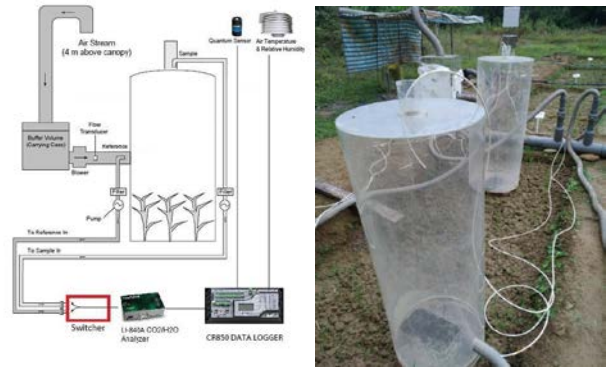 Air Stream
(4 m above canopy)
Sample
Quantum Sensor
Air Temperature
& Relative Humidity
Buffer Volume
(Carrying Case)
Flow
Transducer
Reference
Blower
Filter
Filter
Pump
To Reference In
To Sample In
Switcher
LI-840A CO2/H2O
Analyzer
CR850 DATA LOGGER